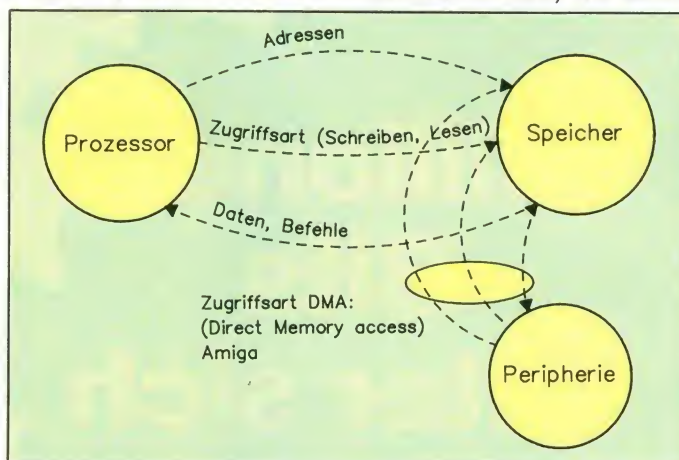 Adressen
Prozessor
Zugriffsart (Schreiben, Lesen)
Speicher
Daten, Befehle
Zugriffsart DMA:
(Direct Memory access)
Amiga
Peripherie